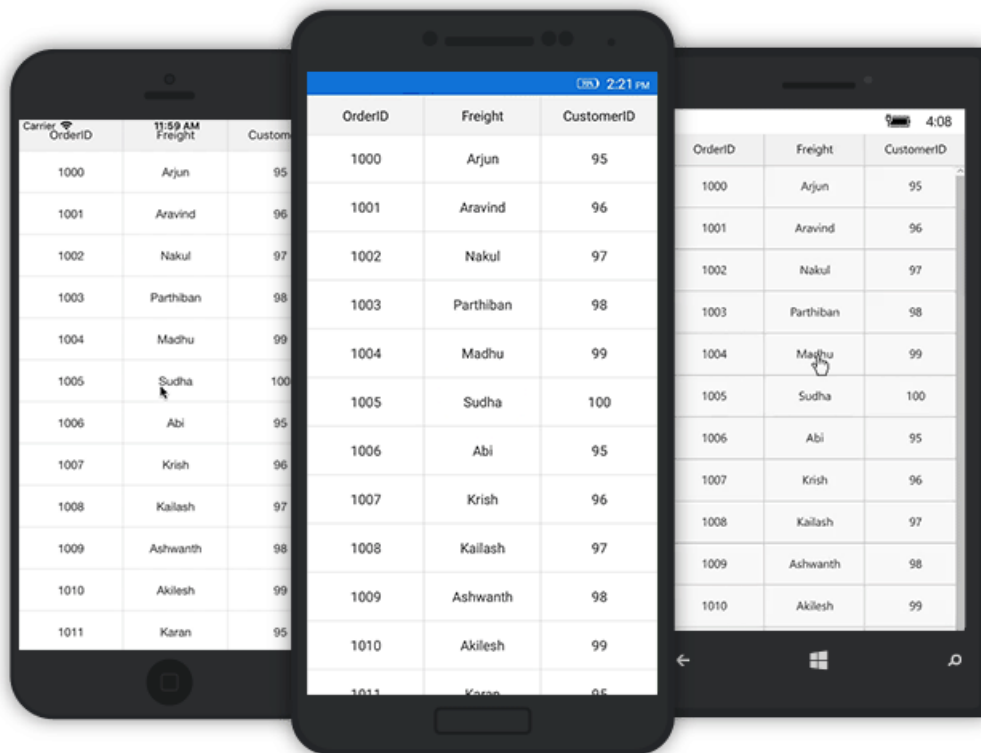 Carrier 11:59 AM
OrderID Freight Custom
1000 Arjun 95
1001 Aravind 96
1002 Nakul 97
1003 Parthiban 98
1004 Madhu 99
1005 Sudha 100
1006 Abi 95
1007 Krish 96
1008 Kailash 97
1009 Ashwanth 98
1010 Akilesh 99
1011 Karan 95
2:21 PM
OrderID Freight CustomerID
1000 Arjun 95
1001 Aravind 96
1002 Nakul 97
1003 Parthiban 98
1004 Madhu 99
1005 Sudha 100
1006 Abi 95
1007 Krish 96
1008 Kailash 97
1009 Ashwanth 98
1010 Akilesh 99
1011 Karan 95
4:08
OrderID Freight CustomerID
1000 Arjun 95
1001 Aravind 96
1002 Nakul 97
1003 Parthiban 98
1004 Madhu 99
1005 Sudha 100
1006 Abi 95
1007 Krish 96
1008 Kailash 97
1009 Ashwanth 98
1010 Akilesh 99